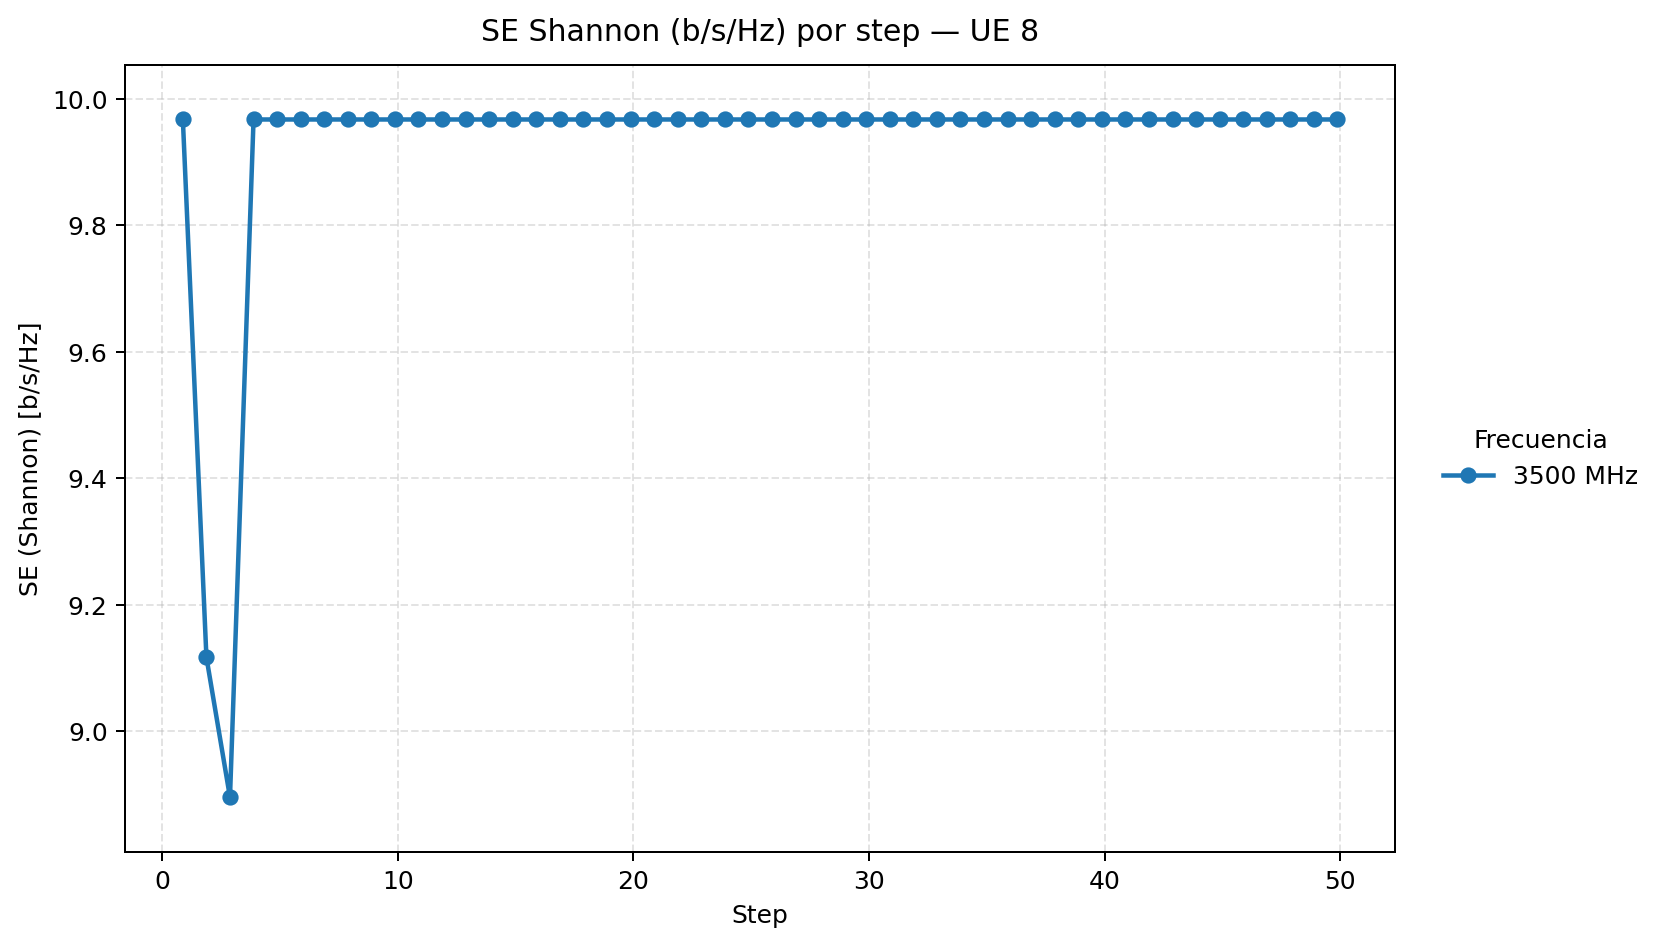 SE Shannon (b/s/Hz) por step — UE 8
SE (Shannon) [b/s/Hz]
10.0
9.8
9.6
9.4
9.2
9.0
0 10 20 30 40 50
Step
Frecuencia
3500 MHz